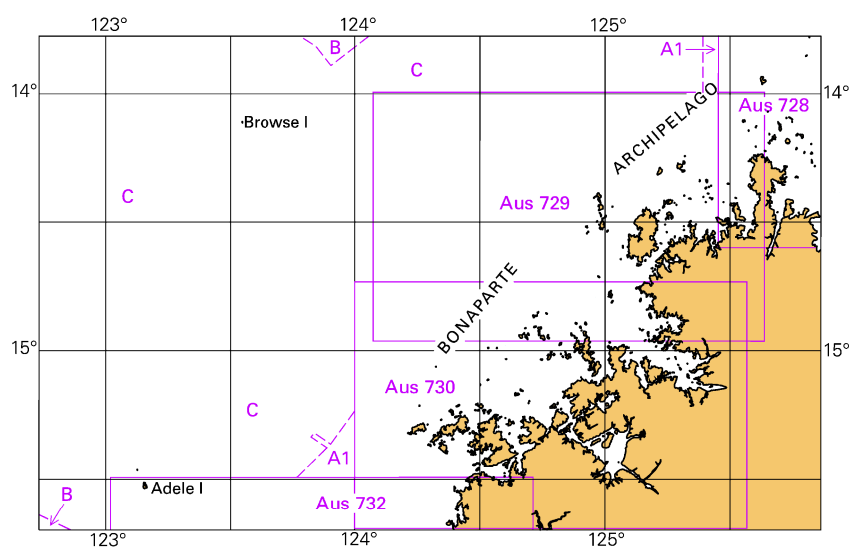 123° 124° 125°
B A1
C
14° 14°
Aus 728
ARCHIPELAGO
Browse I
C
Aus 729
BONAPARTE
15° 15°
Aus 730
C
A1
B Adele I
Aus 732
123° 124° 125°